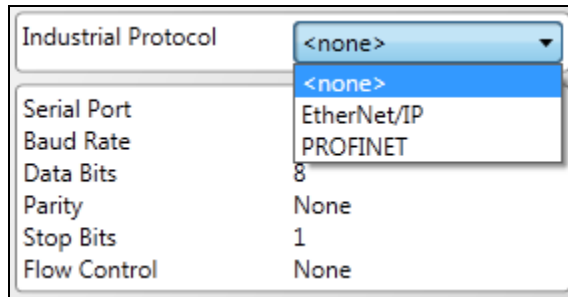 Industrial Protocol <none>
<none>
Serial Port EtherNet/IP
Baud Rate PROFINET
Data Bits 8
Parity None
Stop Bits 1
Flow Control None